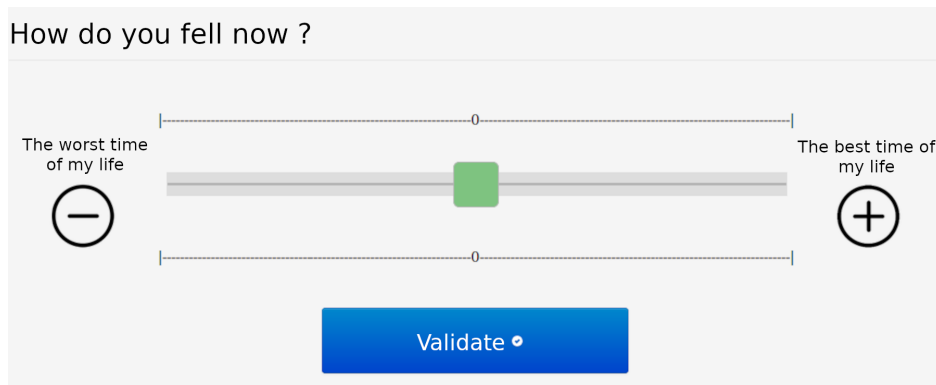 How do you fell now ?
0
The worst time
of my life
The best time of
my life
0
Validate